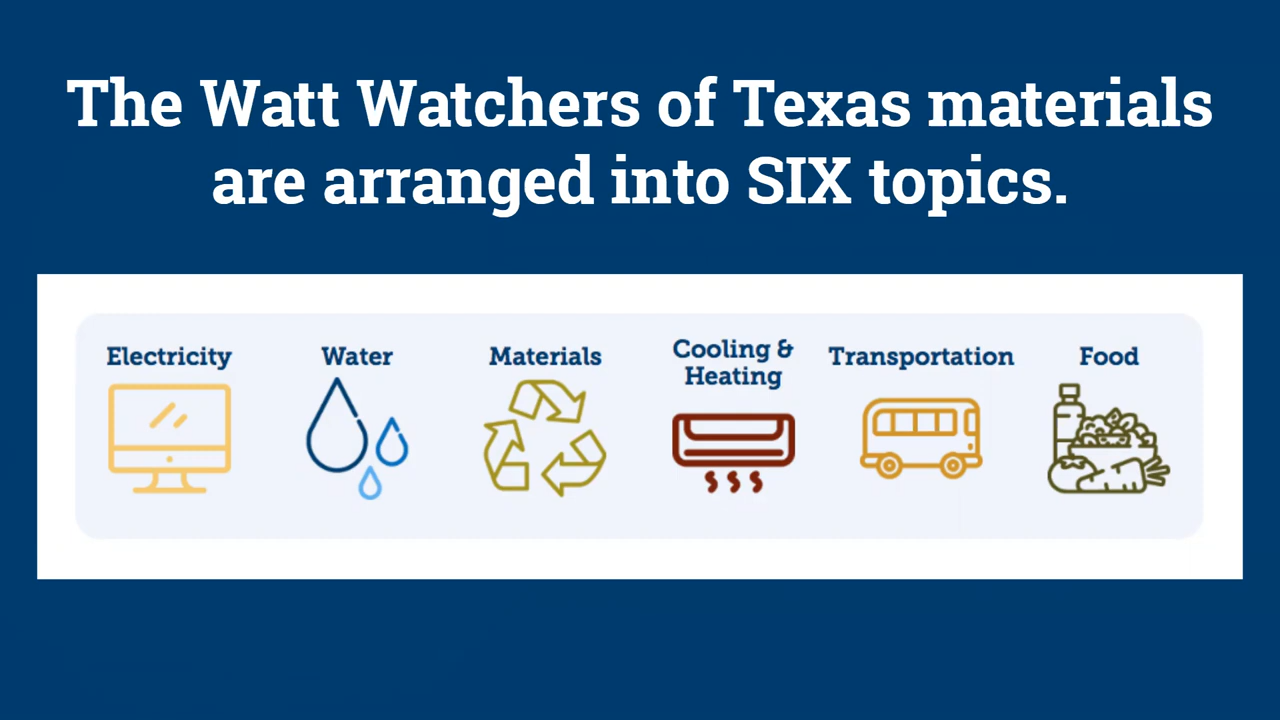 The Watt Watchers of Texas materials
are arranged into SIX topics.
Electricity
Water
Materials
Cooling &
Heating
Transportation
Food